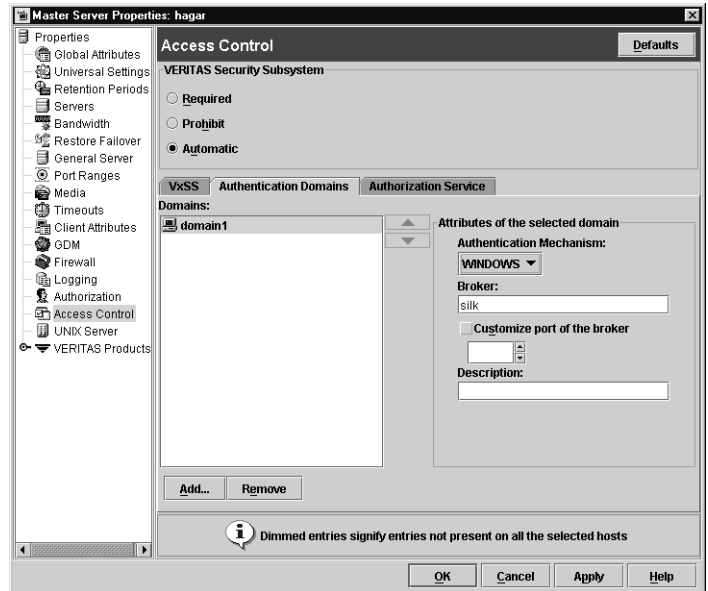 Master Server Properties: hagar
Properties
Global Attributes
Universal Settings
Retention Periods
Servers
Bandwidth
Restore Failover
General Server
Port Ranges
Media
Timeouts
Client Attributes
GDM
Firewall
Logging
Authorization
Access Control
UNIX Server
VERITAS Products
Access Control
Defaults
VERITAS Security Subsystem
Required
Prohibit
Automatic
VxSS Authentication Domains Authorization Service
Domains:
domain1
Attributes of the selected domain
Authentication Mechanism:
WINDOWS
Broker:
silk
Customize port of the broker
Description:
Add... Remove
Dimmed entries signify entries not present on all the selected hosts
OK Cancel Apply Help